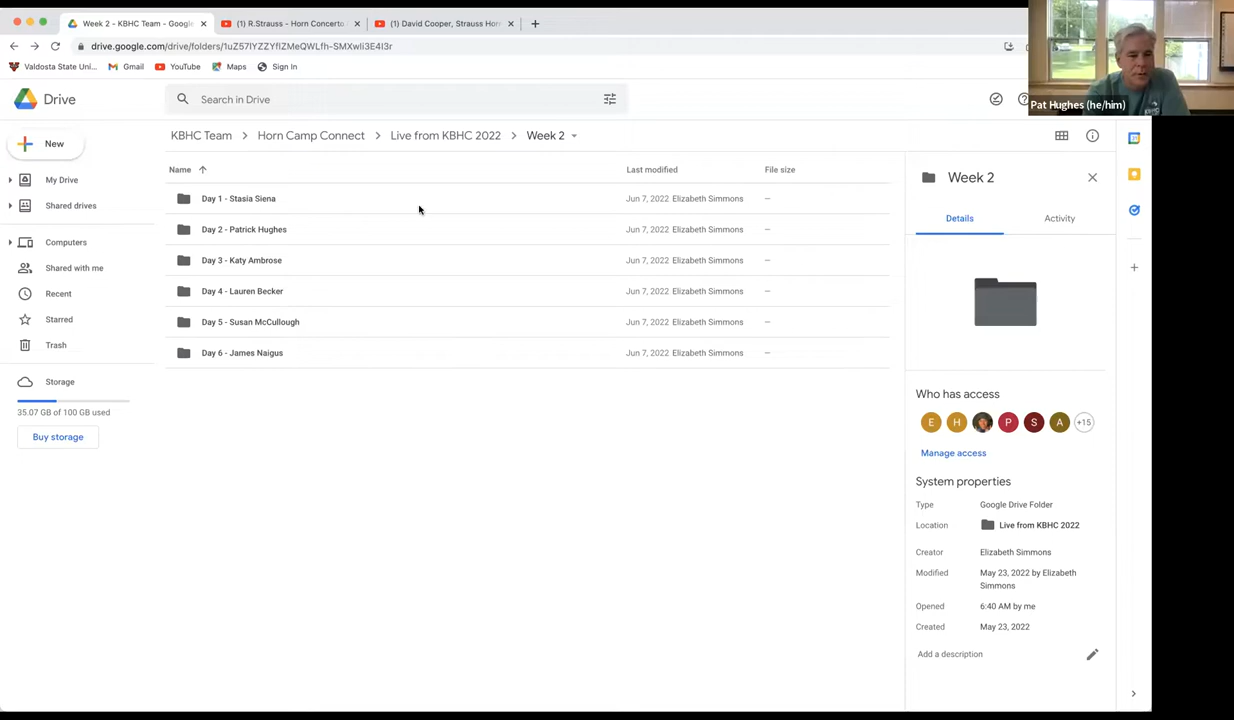 Week 2 - KBHC Team - Google
(1) R.Strauss - Horn Concerto
(1) David Cooper, Strauss Horn
drive.google.com/drive/folders/1uZ57IYZZYfIZMeQWLfh-SMXwIi3E4I3r
Valdosta State Uni...
Gmail
YouTube
Maps
Sign In
Pat Hughes (he/him)
Drive
Search in Drive
New
KBHC Team
Horn Camp Connect
Live from KBHC 2022
Week 2
My Drive
Shared drives
Computers
Shared with me
Recent
Starred
Trash
Storage
35.07 GB of 100 GB used
Buy storage
Name
Last modified
File size
Day 1 - Stasia Siena
Jun 7, 2022 Elizabeth Simmons
–
Day 2 - Patrick Hughes
Jun 7, 2022 Elizabeth Simmons
–
Day 3 - Katy Ambrose
Jun 7, 2022 Elizabeth Simmons
–
Day 4 - Lauren Becker
Jun 7, 2022 Elizabeth Simmons
–
Day 5 - Susan McCullough
Jun 7, 2022 Elizabeth Simmons
–
Day 6 - James Naigus
Jun 7, 2022 Elizabeth Simmons
–
Week 2
Details
Activity
Who has access
E
H
P
S
A
+15
Manage access
System properties
Type
Google Drive Folder
Location
Live from KBHC 2022
Creator
Elizabeth Simmons
Modified
May 23, 2022 by Elizabeth
Simmons
Opened
6:40 AM by me
Created
May 23, 2022
Add a description